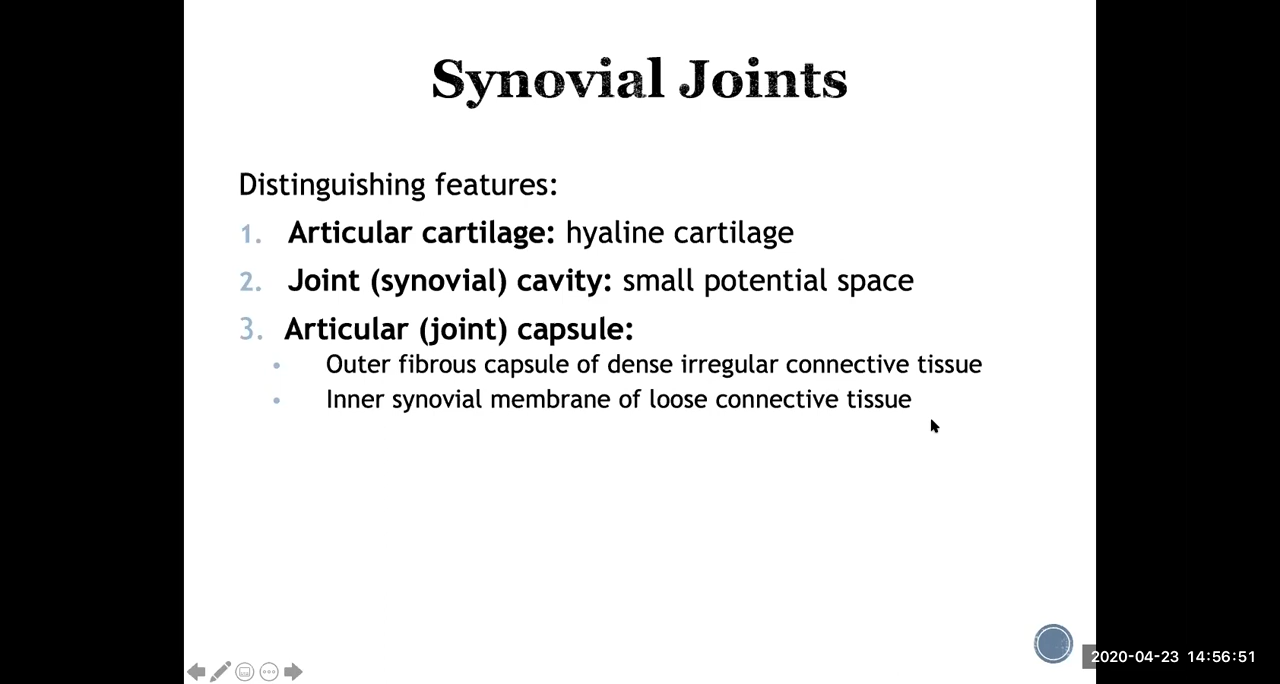 Synovial Joints
Distinguishing features:
1. Articular cartilage: hyaline cartilage
2. Joint (synovial) cavity: small potential space
3. Articular (joint) capsule:
• Outer fibrous capsule of dense irregular connective tissue
• Inner synovial membrane of loose connective tissue
2020-04-23 14:56:51